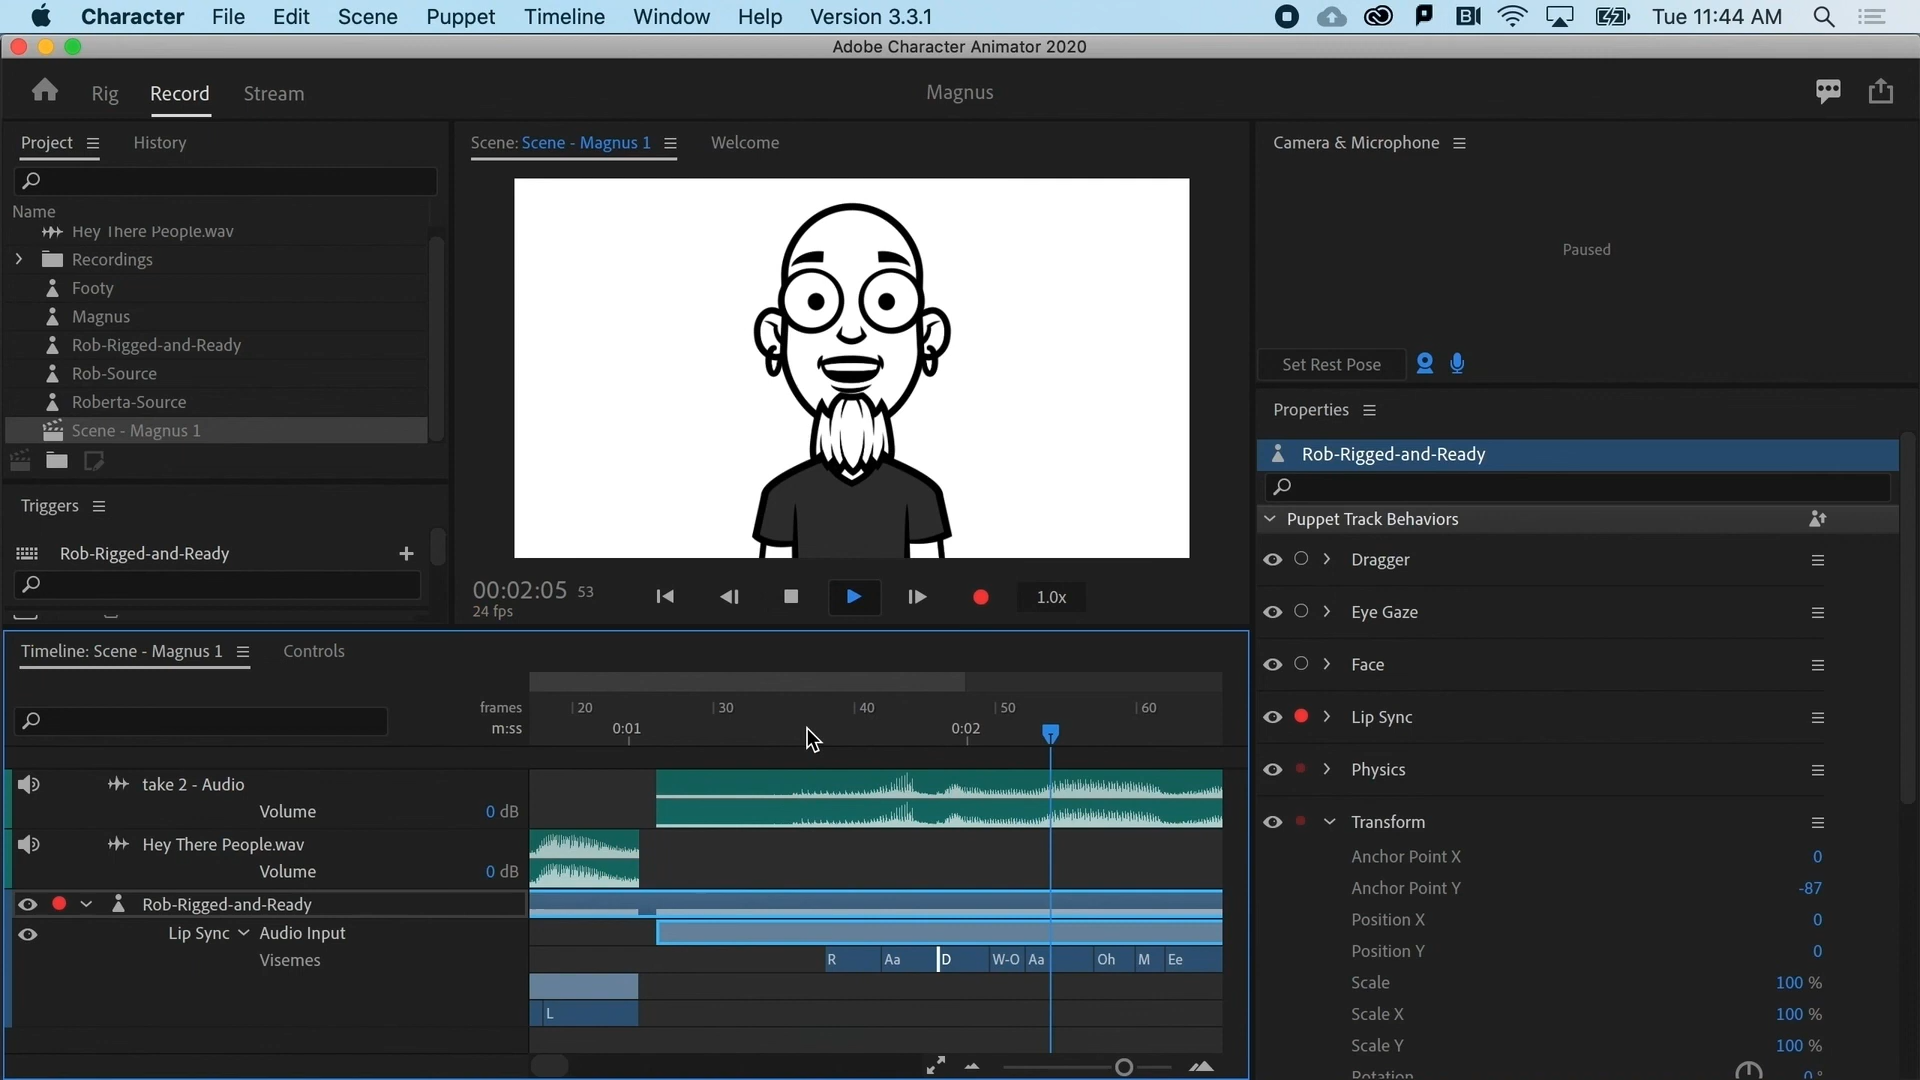 Character File Edit Scene Puppet Timeline Window Help Version 3.3.1 Tue 11:44 AM
Adobe Character Animator 2020
Rig Record Stream Magnus
Project History
Name
Hey There People.wav
Recordings
Footy
Magnus
Rob-Rigged-and-Ready
Rob-Source
Roberta-Source
Scene - Magnus 1
Triggers
Rob-Rigged-and-Ready
Scene: Scene - Magnus 1 Welcome
00:02:05 53
24 fps
1.0x
Camera & Microphone
Paused
Set Rest Pose
Properties
Rob-Rigged-and-Ready
Puppet Track Behaviors
Dragger
Eye Gaze
Face
Lip Sync
Physics
Transform
Anchor Point X 0
Anchor Point Y -87
Position X 0
Position Y 0
Scale 100 %
Scale X 100 %
Scale Y 100 %
Rotation 0 °
Timeline: Scene - Magnus 1 Controls
frames 20 30 40 50 60
m:ss 0:01 0:02
take 2 - Audio
Volume 0 dB
Hey There People.wav
Volume 0 dB
Rob-Rigged-and-Ready
Lip Sync Audio Input
Visemes R Aa D W-O Aa Oh M Ee
L